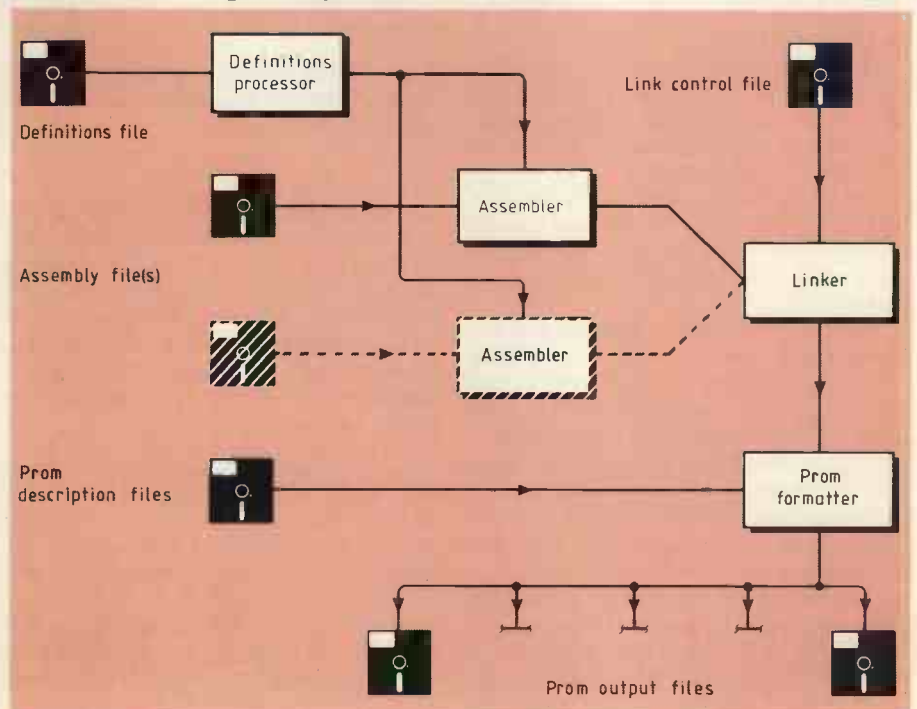 Definitions
processor
Link control file
Definitions file
Assembler
Assembly file(s)
Linker
Assembler
Prom
description files
Prom
formatter
Prom output files